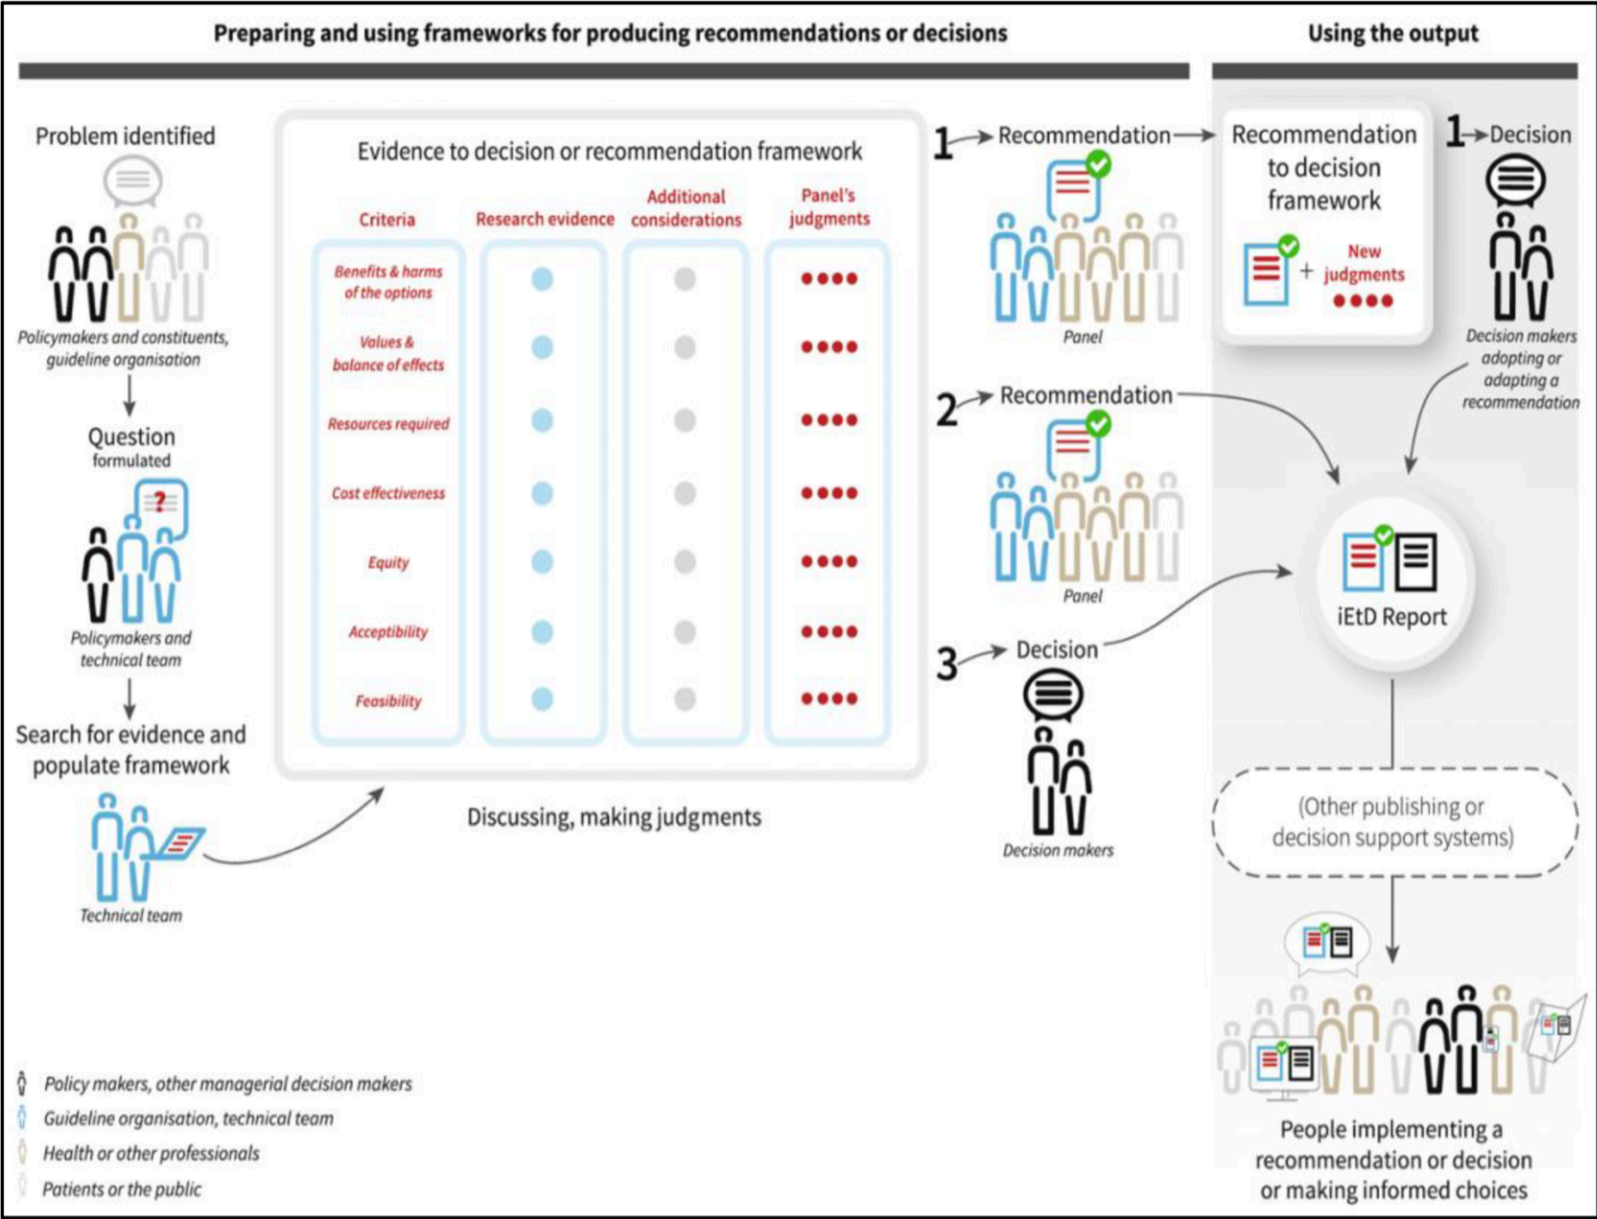 Preparing and using frameworks for producing recommendations or decisions
Using the output
Problem identified
Policymakers and constituents,
guideline organisation
Question
formulated
?
Policymakers and
technical team
Search for evidence and
populate framework
Technical team
Evidence to decision or recommendation framework
Criteria
Research evidence
Additional
considerations
Panel's
judgments
Benefits & harms
of the options
Values &
balance of effects
Resources required
Cost effectiveness
Equity
Acceptibility
Feasibility
Discussing, making judgments
1
Recommendation
Panel
2
Recommendation
Panel
3
Decision
Decision makers
Recommendation
to decision
framework
+
New
judgments
1
Decision
Decision makers
adopting or
adapting a
recommendation
iEtD Report
(Other publishing or
decision support systems)
People implementing a
recommendation or decision
or making informed choices
Policy makers, other managerial decision makers
Guideline organisation, technical team
Health or other professionals
Patients or the public